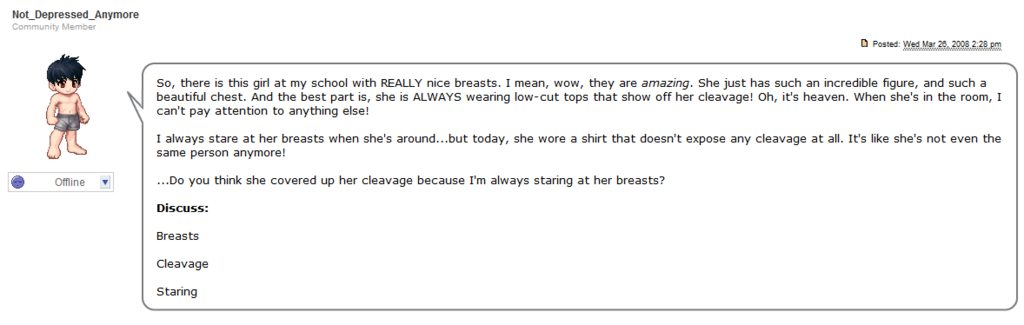 Not_Depressed_Anymore
Community Member
Posted: Wed Mar 26, 2008 2:28 pm
So, there is this girl at my school with REALLY nice breasts. I mean, wow, they are amazing. She just has such an incredible figure, and such a
beautiful chest. And the best part is, she is ALWAYS wearing low-cut tops that show off her cleavage! Oh, it's heaven. When she's in the room, I
can't pay attention to anything else!
I always stare at her breasts when she's around...but today, she wore a shirt that doesn't expose any cleavage at all. It's like she's not even the
same person anymore!
...Do you think she covered up her cleavage because I'm always staring at her breasts?
Discuss:
Breasts
Cleavage
Staring
Offline